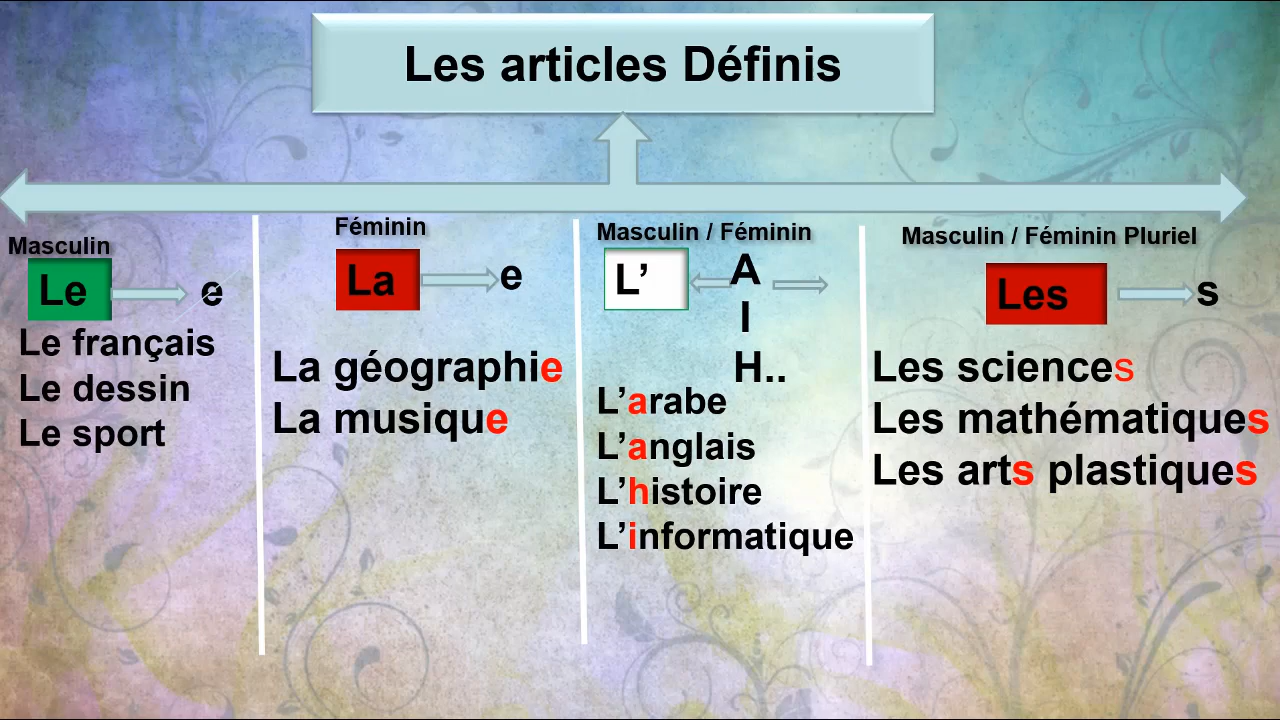 Les articles Définis
Masculin
Le e
Le français
Le dessin
Le sport
Féminin
La e
La géographie
La musique
Masculin / Féminin
L’ A
I
H..
L’arabe
L’anglais
L’histoire
L’informatique
Masculin / Féminin Pluriel
Les s
Les sciences
Les mathématiques
Les arts plastiques